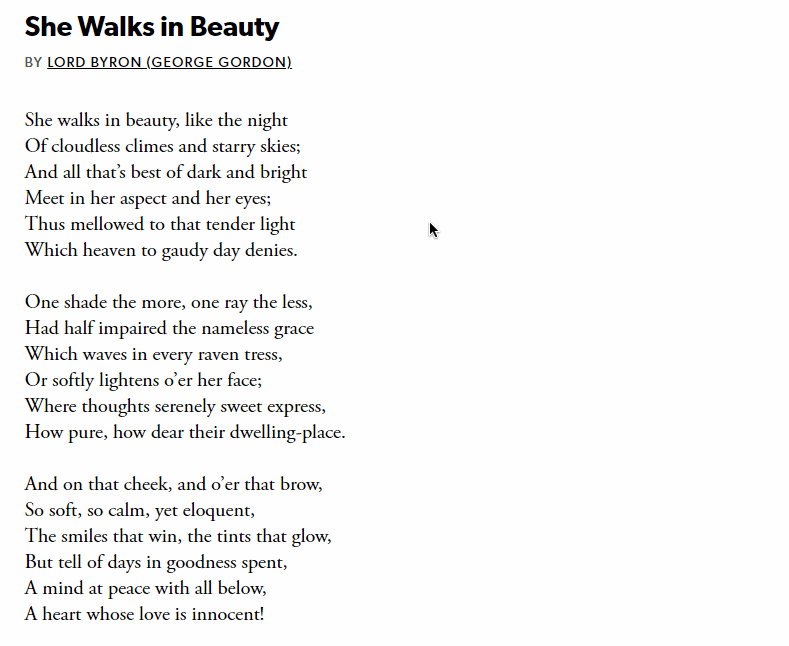 She Walks in Beauty
BY LORD BYRON (GEORGE GORDON)
She walks in beauty, like the night
Of cloudless climes and starry skies;
And all that’s best of dark and bright
Meet in her aspect and her eyes;
Thus mellowed to that tender light
Which heaven to gaudy day denies.
One shade the more, one ray the less,
Had half impaired the nameless grace
Which waves in every raven tress,
Or softly lightens o’er her face;
Where thoughts serenely sweet express,
How pure, how dear their dwelling-place.
And on that cheek, and o’er that brow,
So soft, so calm, yet eloquent,
The smiles that win, the tints that glow,
But tell of days in goodness spent,
A mind at peace with all below,
A heart whose love is innocent!